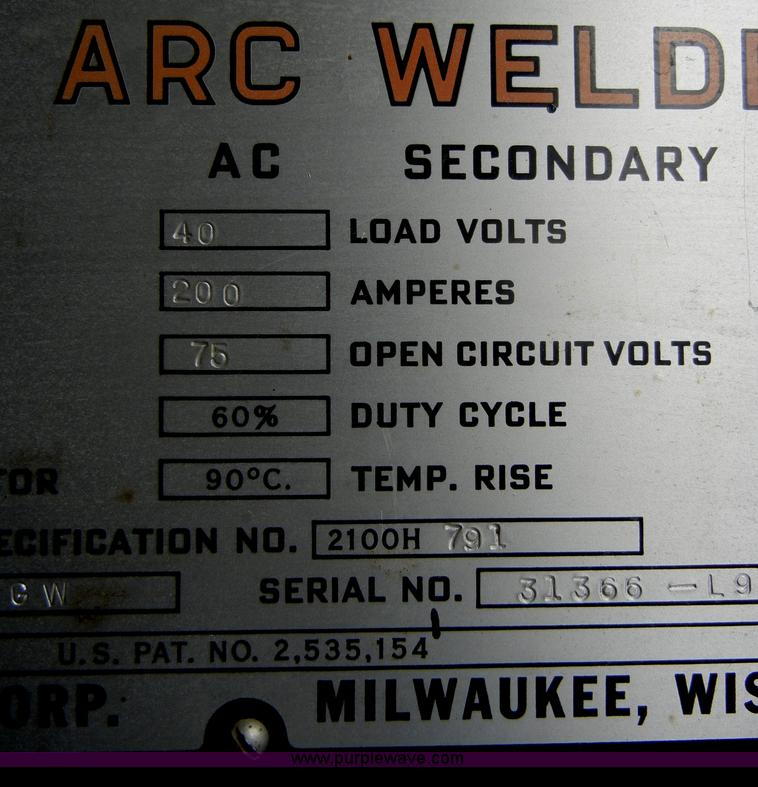 ARC WELD
AC SECONDARY
40 LOAD VOLTS
200 AMPERES
75 OPEN CIRCUIT VOLTS
60% DUTY CYCLE
TOR 90°C. TEMP. RISE
ECIFICATION NO. 2100H 791
GW SERIAL NO. 31366 – L9
U.S. PAT. NO. 2,535,154
ORP. MILWAUKEE, WIS
www.purplewave.com